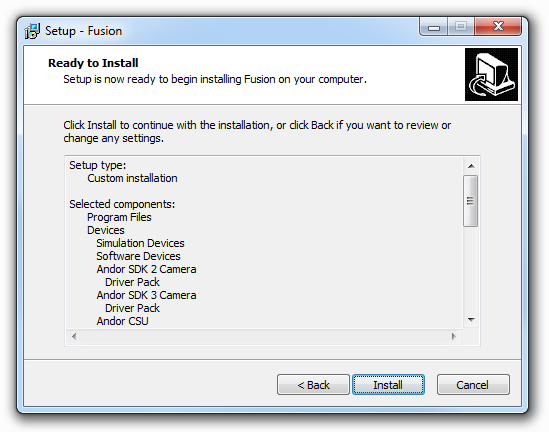 Setup - Fusion
Ready to Install
Setup is now ready to begin installing Fusion on your computer.
Click Install to continue with the installation, or click Back if you want to review or
change any settings.
Setup type:
Custom installation
Selected components:
Program Files
Devices
Simulation Devices
Software Devices
Andor SDK 2 Camera
Driver Pack
Andor SDK 3 Camera
Driver Pack
Andor CSU
< Back
Install
Cancel